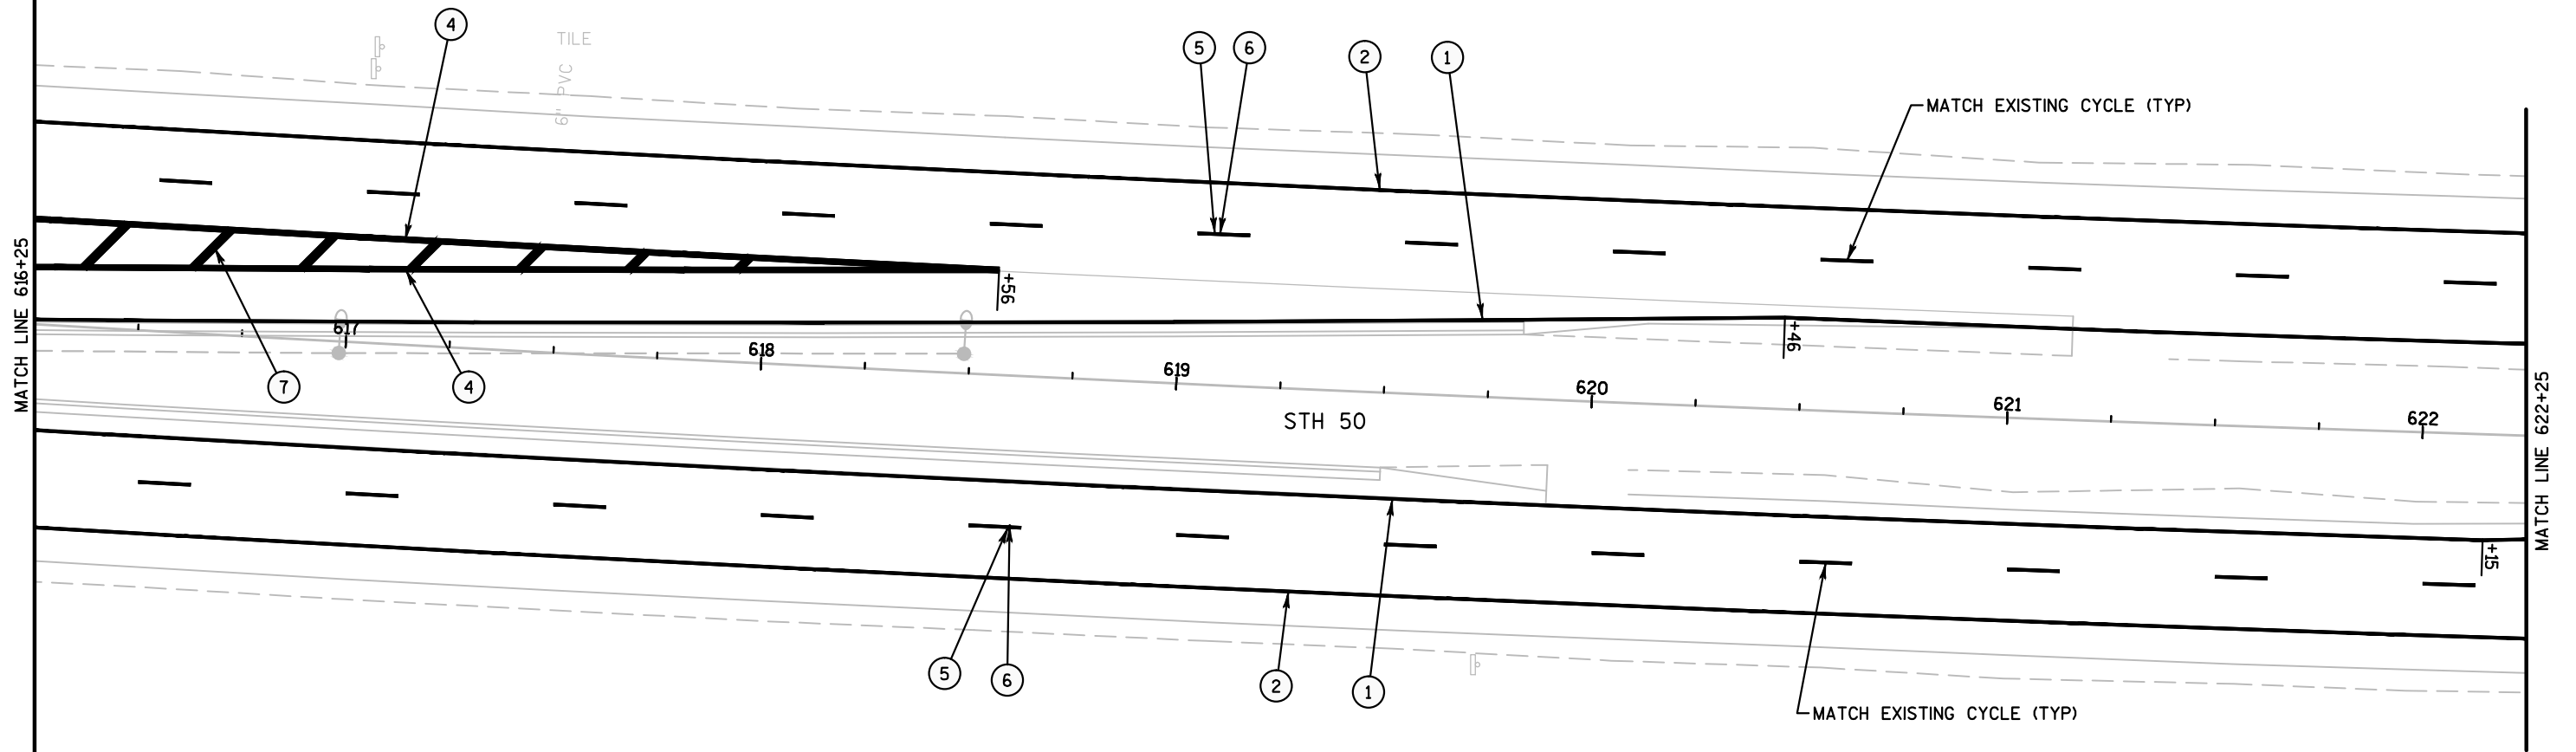 4
TILE
6" PVC
5
6
2
1
MATCH EXISTING CYCLE (TYP)
MATCH LINE 616+25
+56
+46
617
618
619
620
621
622
7
4
STH 50
MATCH LINE 622+25
+15
5
6
2
1
MATCH EXISTING CYCLE (TYP)